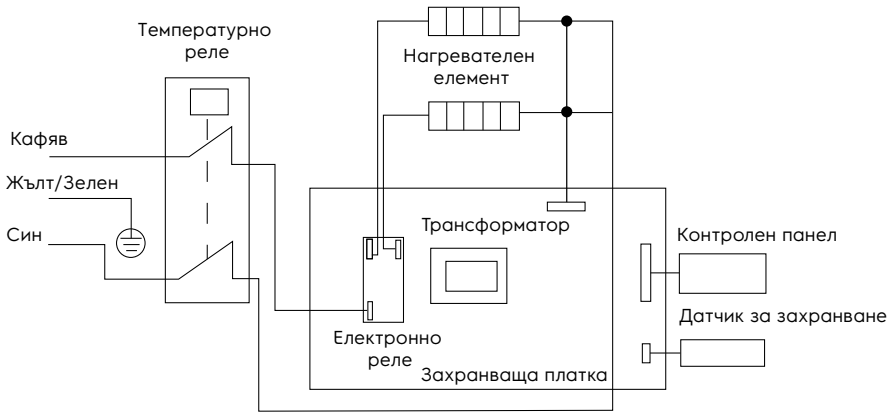 Температурно
реле
Нагревателен
елемент
Кафяв
Жълт/Зелен
Син
Трансформатор
Контролен панел
Датчик за захранване
Електронно
реле
Захранваща платка